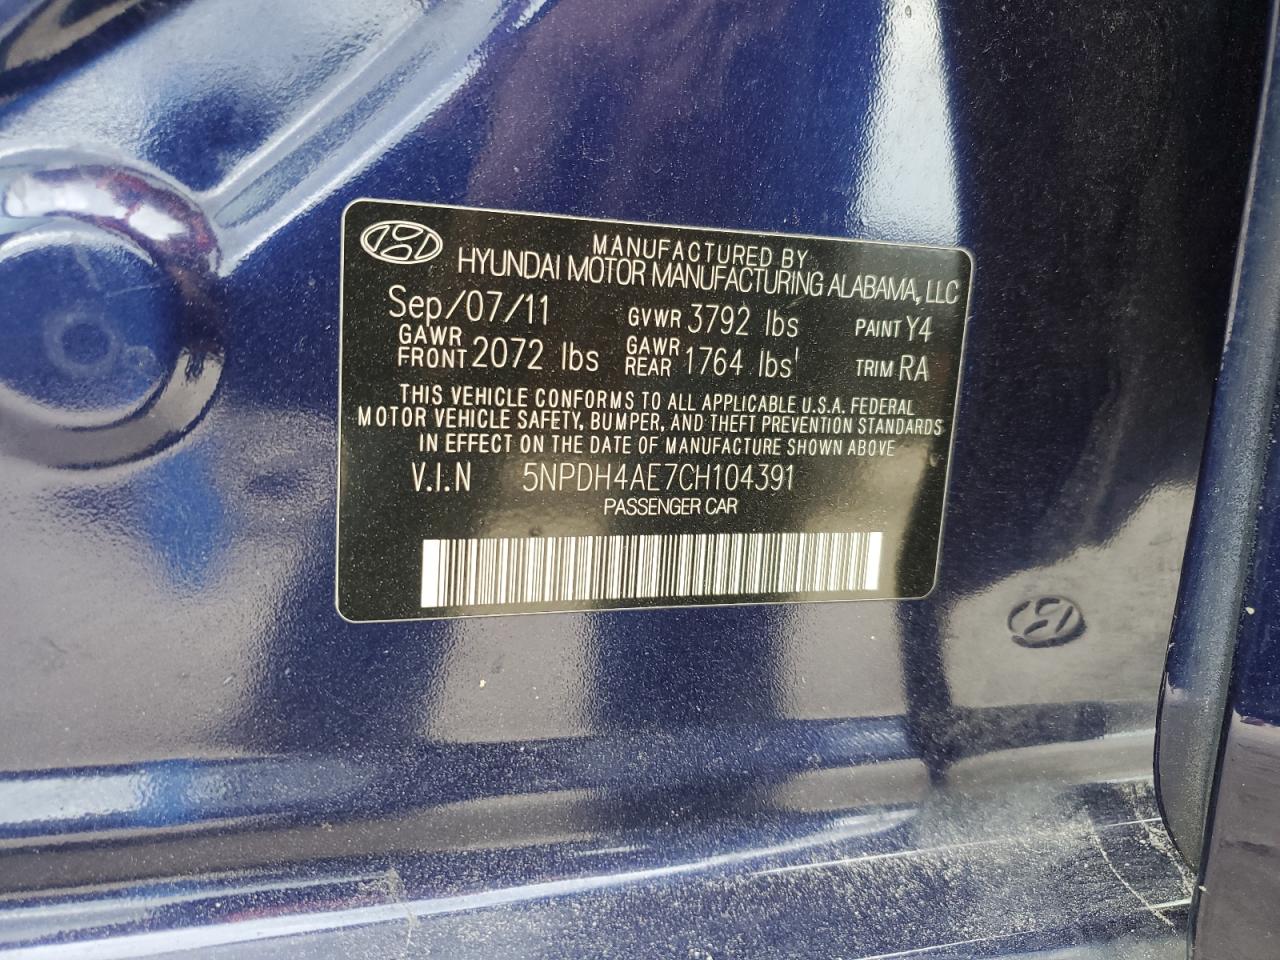 MANUFACTURED BY
HYUNDAI MOTOR MANUFACTURING ALABAMA, LLC
Sep/07/11 GVWR 3792 lbs PAINT Y4
GAWR FRONT 2072 lbs GAWR REAR 1764 lbs TRIM RA
THIS VEHICLE CONFORMS TO ALL APPLICABLE U.S.A. FEDERAL
MOTOR VEHICLE SAFETY, BUMPER, AND THEFT PREVENTION STANDARDS
IN EFFECT ON THE DATE OF MANUFACTURE SHOWN ABOVE
V.I.N 5NPDH4AE7CH104391
PASSENGER CAR